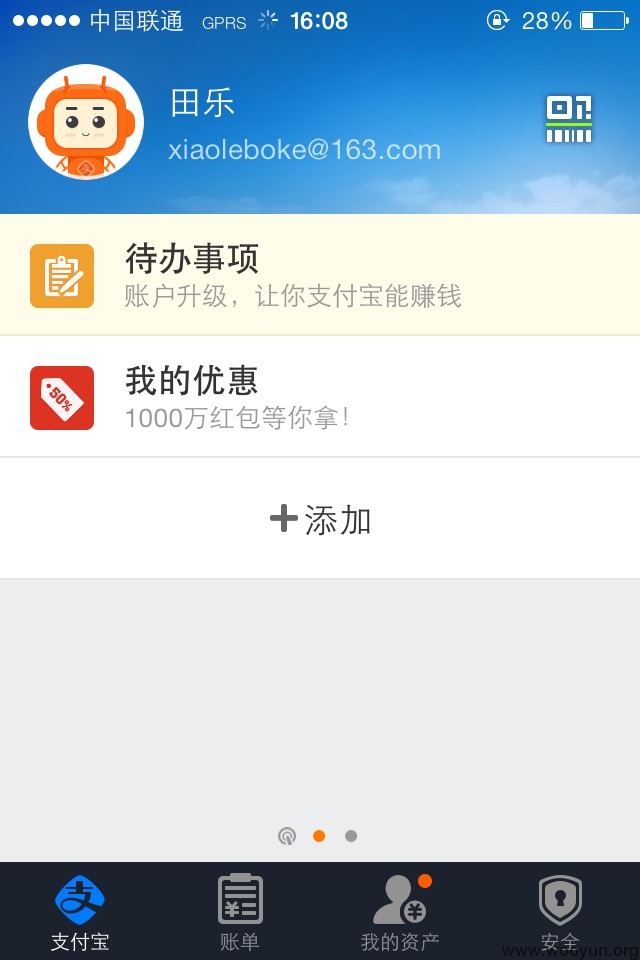 中国联通 GPRS 16:08 28%
田乐
xiaoleboke@163.com
待办事项
账户升级，让你支付宝能赚钱
50%
我的优惠
1000万红包等你拿！
添加
支付宝 账单 我的资产 安全
www.wooyun.org